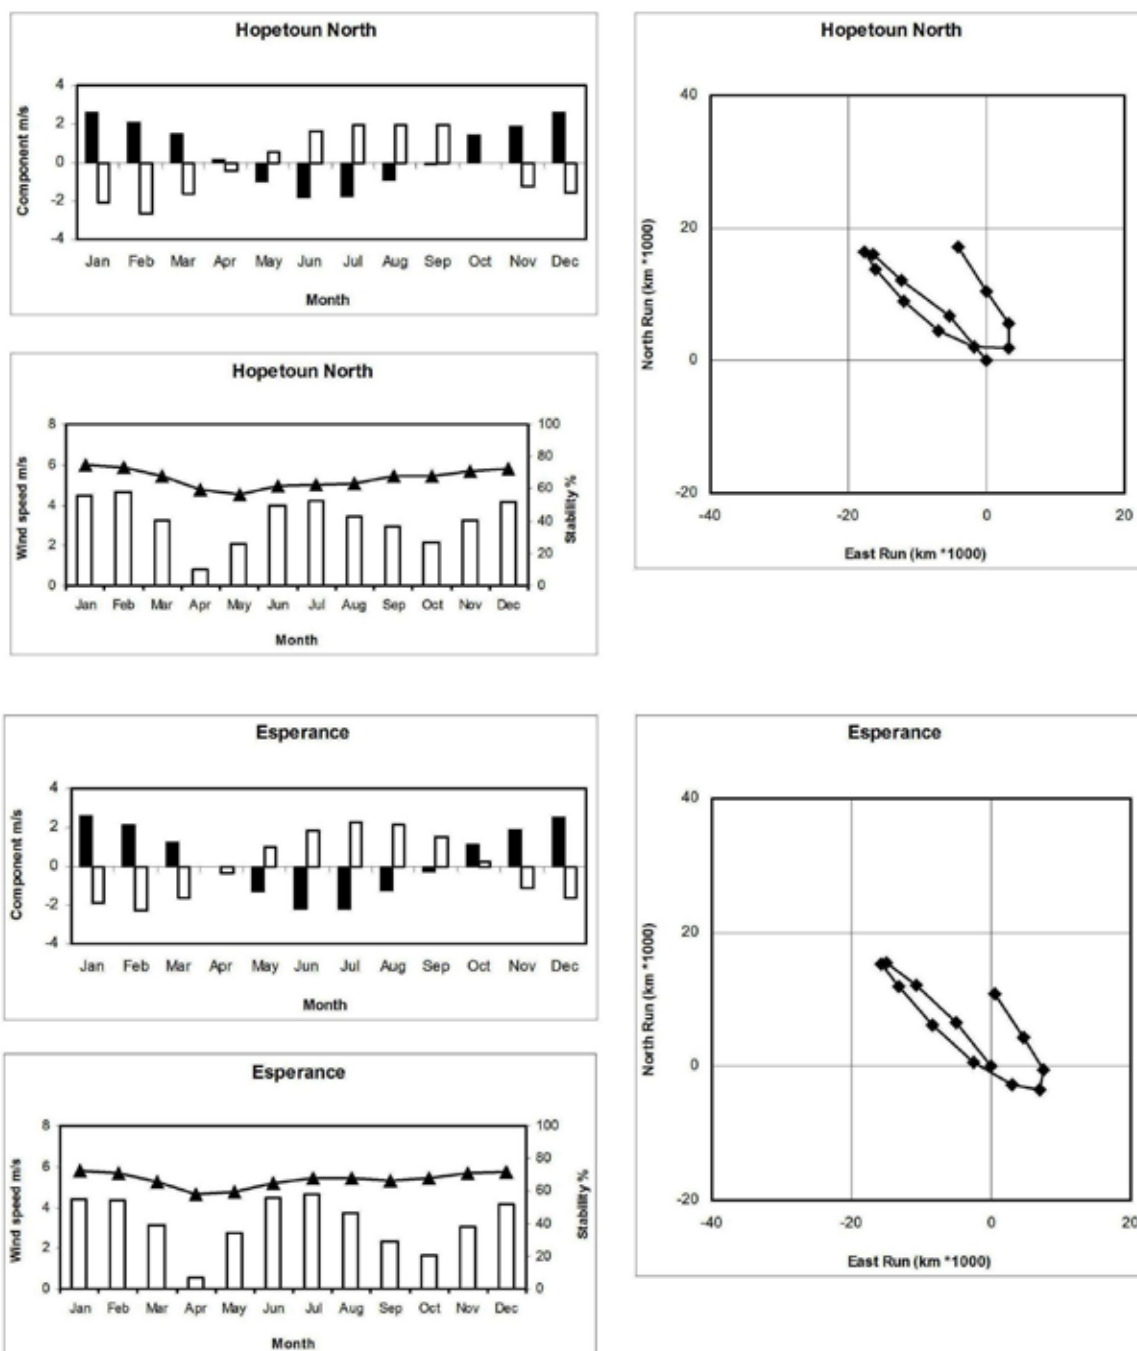 Hopetoun North
4
2
0
-2
-4
Component m/s
Jan Feb Mar Apr May Jun Jul Aug Sep Oct Nov Dec
Month
Hopetoun North
40
20
0
-20
North Run (km *1000)
-40 -20 0 20
East Run (km *1000)
Hopetoun North
8
6
4
2
0
Wind speed m/s
100
80
60
40
20
0
Stability %
Jan Feb Mar Apr May Jun Jul Aug Sep Oct Nov Dec
Month
Esperance
4
2
0
-2
-4
Component m/s
Jan Feb Mar Apr May Jun Jul Aug Sep Oct Nov Dec
Month
Esperance
40
20
0
-20
North Run (km *1000)
-40 -20 0 20
East Run (km *1000)
Esperance
8
6
4
2
0
Wind speed m/s
100
80
60
40
20
0
Stability %
Jan Feb Mar Apr May Jun Jul Aug Sep Oct Nov Dec
Month